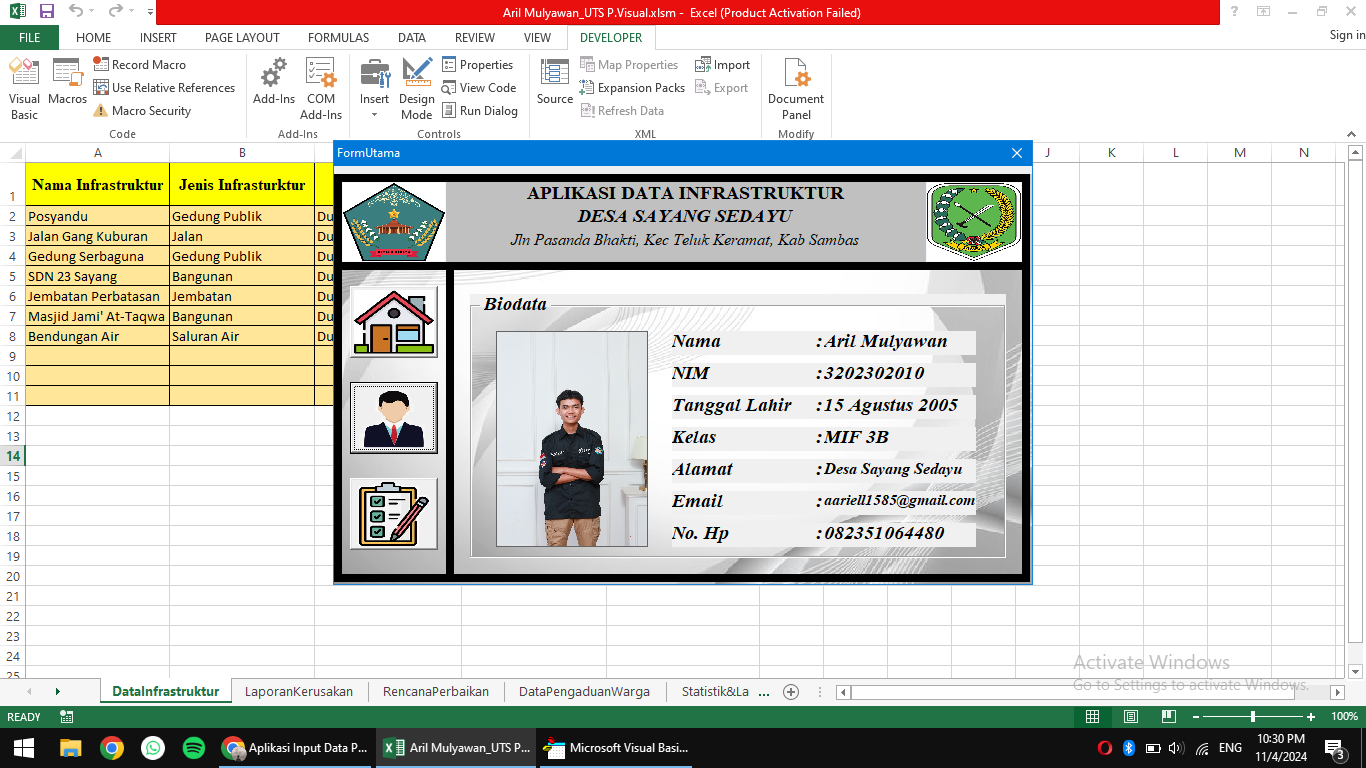 Aril Mulyawan_UTS P.Visual.xlsm - Excel (Product Activation Failed)
FILE HOME INSERT PAGE LAYOUT FORMULAS DATA REVIEW VIEW DEVELOPER Sign in
Visual Basic
Macros
Record Macro
Use Relative References
Macro Security
Code
Add-Ins
COM Add-Ins
Add-Ins
Insert
Design Mode
Properties
View Code
Run Dialog
Controls
Source
Map Properties
Expansion Packs
Refresh Data
Import
Export
XML
Document Panel
Modify
A B J K L M N
1 Nama Infrastruktur Jenis Infrasturktur
2 Posyandu Gedung Publik Du
3 Jalan Gang Kuburan Jalan Du
4 Gedung Serbaguna Gedung Publik Du
5 SDN 23 Sayang Bangunan Du
6 Jembatan Perbatasan Jembatan Du
7 Masjid Jami' At-Taqwa Bangunan Du
8 Bendungan Air Saluran Air Du
9
10
11
12
13
14
15
16
17
18
19
20
21
22
23
24
25
FormUtama
APLIKASI DATA INFRASTRUKTUR
DESA SAYANG SEDAYU
Jln Pasanda Bhakti, Kec Teluk Keramat, Kab Sambas
Biodata
Nama : Aril Mulyawan
NIM : 3202302010
Tanggal Lahir : 15 Agustus 2005
Kelas : MIF 3B
Alamat : Desa Sayang Sedayu
Email : aariell1585@gmail.com
No. Hp : 082351064480
Activate Windows
Go to Settings to activate Windows.
DataInfrastruktur LaporanKerusakan RencanaPerbaikan DataPengaduanWarga Statistik&La ...
READY 100%
Aplikasi Input Data P... Aril Mulyawan_UTS P... Microsoft Visual Basi... ENG 10:30 PM
11/4/2024 3